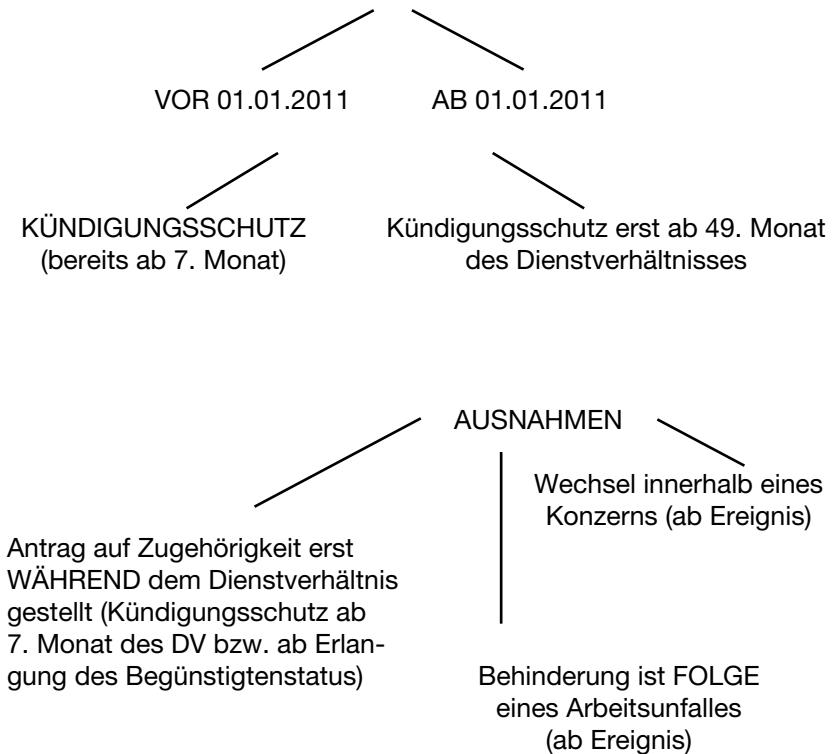 VOR 01.01.2011
AB 01.01.2011
KÜNDIGUNGSSCHUTZ
(bereits ab 7. Monat)
Kündigungsschutz erst ab 49. Monat
des Dienstverhältnisses
AUSNAHMEN
Wechsel innerhalb eines
Konzerns (ab Ereignis)
Antrag auf Zugehörigkeit erst
WÄHREND dem Dienstverhältnis
gestellt (Kündigungsschutz ab
7. Monat des DV bzw. ab Erlan-
gung des Begünstigtenstatus)
Behinderung ist FOLGE
eines Arbeitsunfalles
(ab Ereignis)